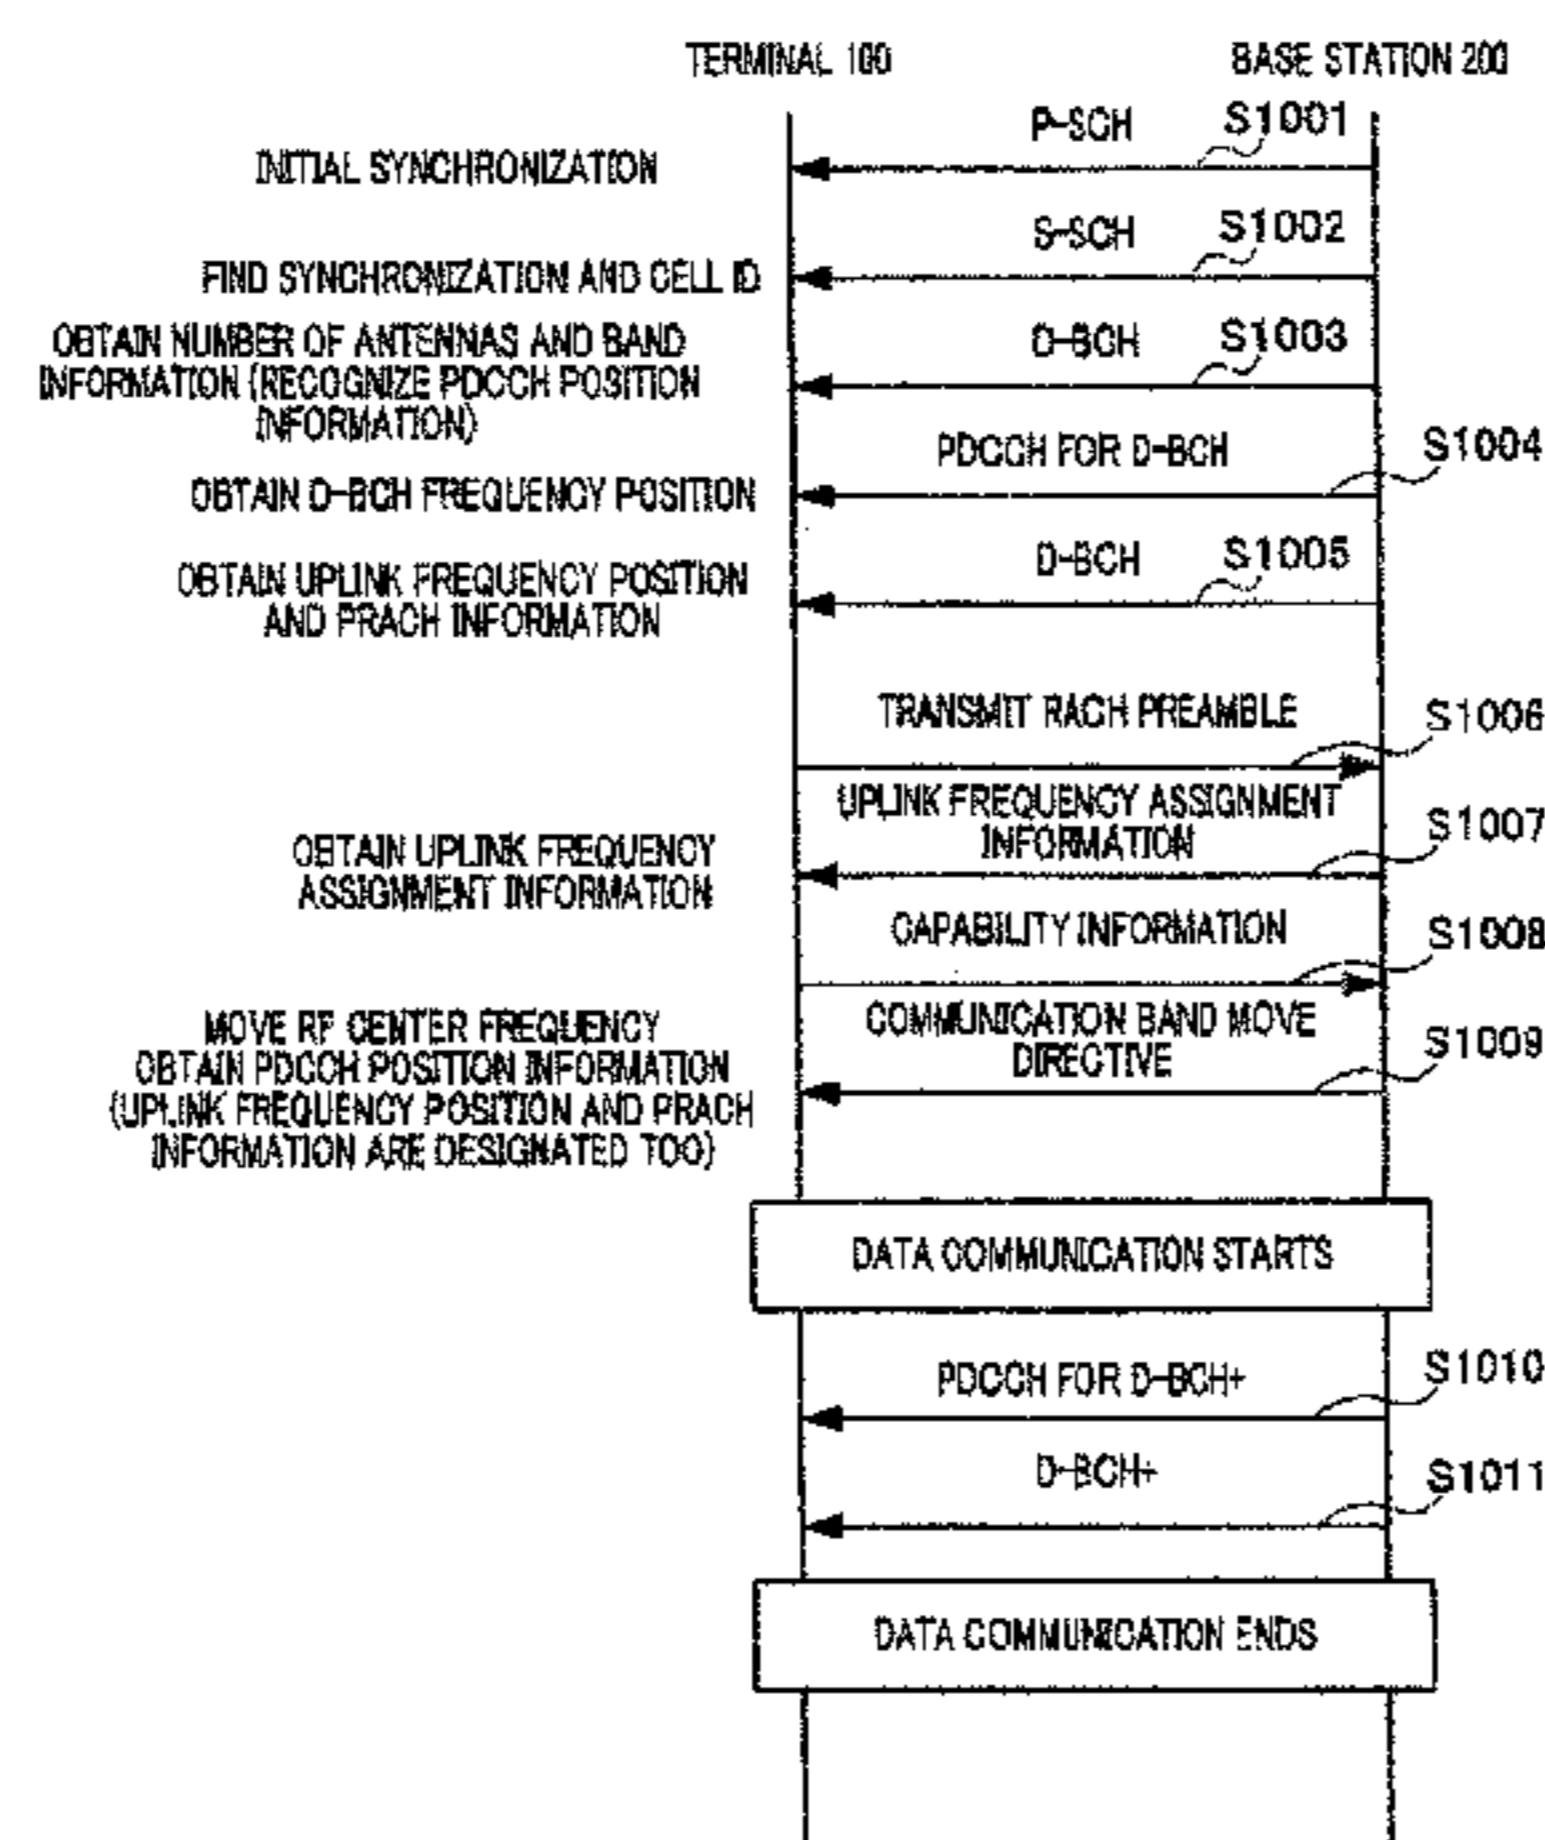 TERMINAL 100
BASE STATION 200
P-SCH
S1001
INITIAL SYNCHRONIZATION
S-SCH
S1002
FIND SYNCHRONIZATION AND CELL ID
OBTAIN NUMBER OF ANTENNAS AND BAND
INFORMATION (RECOGNIZE PDCCH POSITION
INFORMATION)
S1003
PDCCH FOR D-BCH
S1004
OBTAIN D-BCH FREQUENCY POSITION
D-BCH
S1005
OBTAIN UPLINK FREQUENCY POSITION
AND PRACH INFORMATION
TRANSMIT RACH PREAMBLE
S1006
UPLINK FREQUENCY ASSIGNMENT
INFORMATION
S1007
OBTAIN UPLINK FREQUENCY
ASSIGNMENT INFORMATION
CAPABILITY INFORMATION
S1008
MOVE RF CENTER FREQUENCY
OBTAIN PDCCH POSITION INFORMATION
(UPLINK FREQUENCY POSITION AND PRACH
INFORMATION ARE DESIGNATED TOO)
COMMUNICATION BAND MOVE
DIRECTIVE
S1009
DATA COMMUNICATION STARTS
PDCCH FOR D-BCH+
S1010
D-BCH+
S1011
DATA COMMUNICATION ENDS